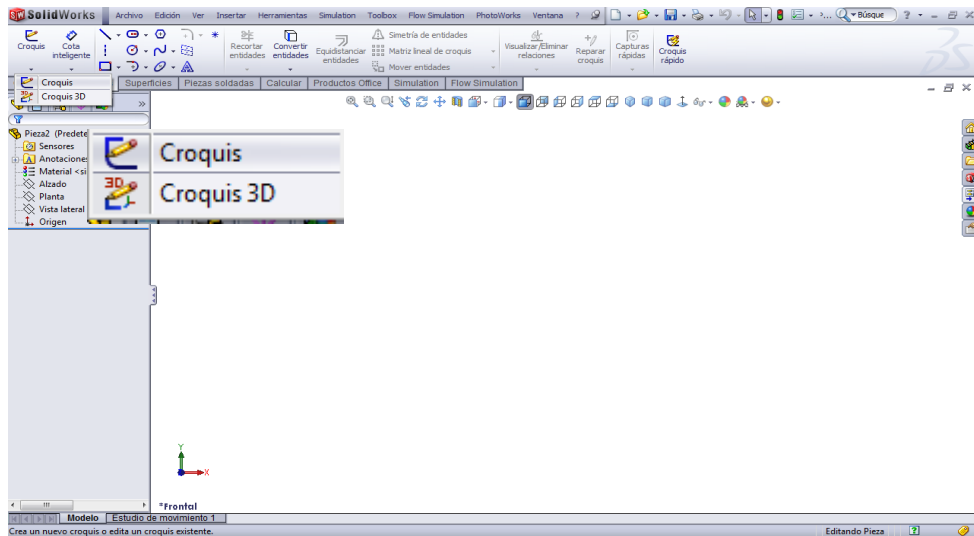 SolidWorks Archivo Edición Ver Insertar Herramientas Simulation Toolbox Flow Simulation PhotoWorks Ventana ? Búsque ?
Croquis Cota inteligente Recortar entidades Convertir entidades Equidistanciar entidades Simetría de entidades Visualizar/Eliminar relaciones Reparar croquis Capturas rápidas Croquis rápido
Matriz lineal de croquis
Mover entidades
Croquis
Croquis 3D
Superficies Piezas soldadas Calcular Productos Office Simulation Flow Simulation
Pieza2 (Predete
Sensores
Anotacione
Material <si
Alzado
Planta
Vista lateral
Origen
Croquis
3D Croquis 3D
Y
X
*Frontal
Modelo Estudio de movimiento 1
Crea un nuevo croquis o edita un croquis existente. Editando Pieza ?